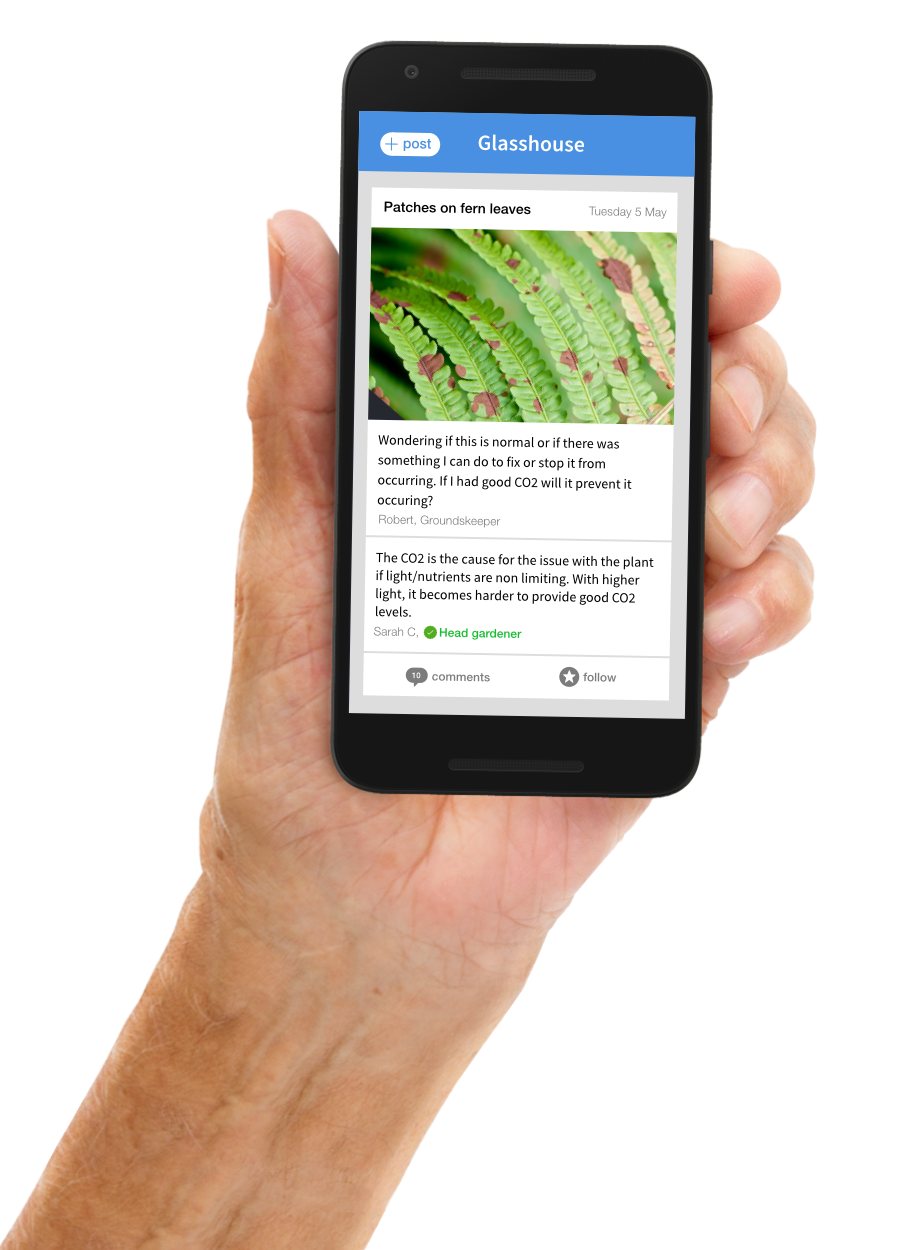 + post
Glasshouse
Patches on fern leaves
Tuesday 5 May
Wondering if this is normal or if there was
something I can do to fix or stop it from
occurring. If I had good CO2 will it prevent it
occuring?
Robert, Groundskeeper
The CO2 is the cause for the issue with the plant
if light/nutrients are non limiting. With higher
light, it becomes harder to provide good CO2
levels.
Sarah C, Head gardener
10 comments
follow